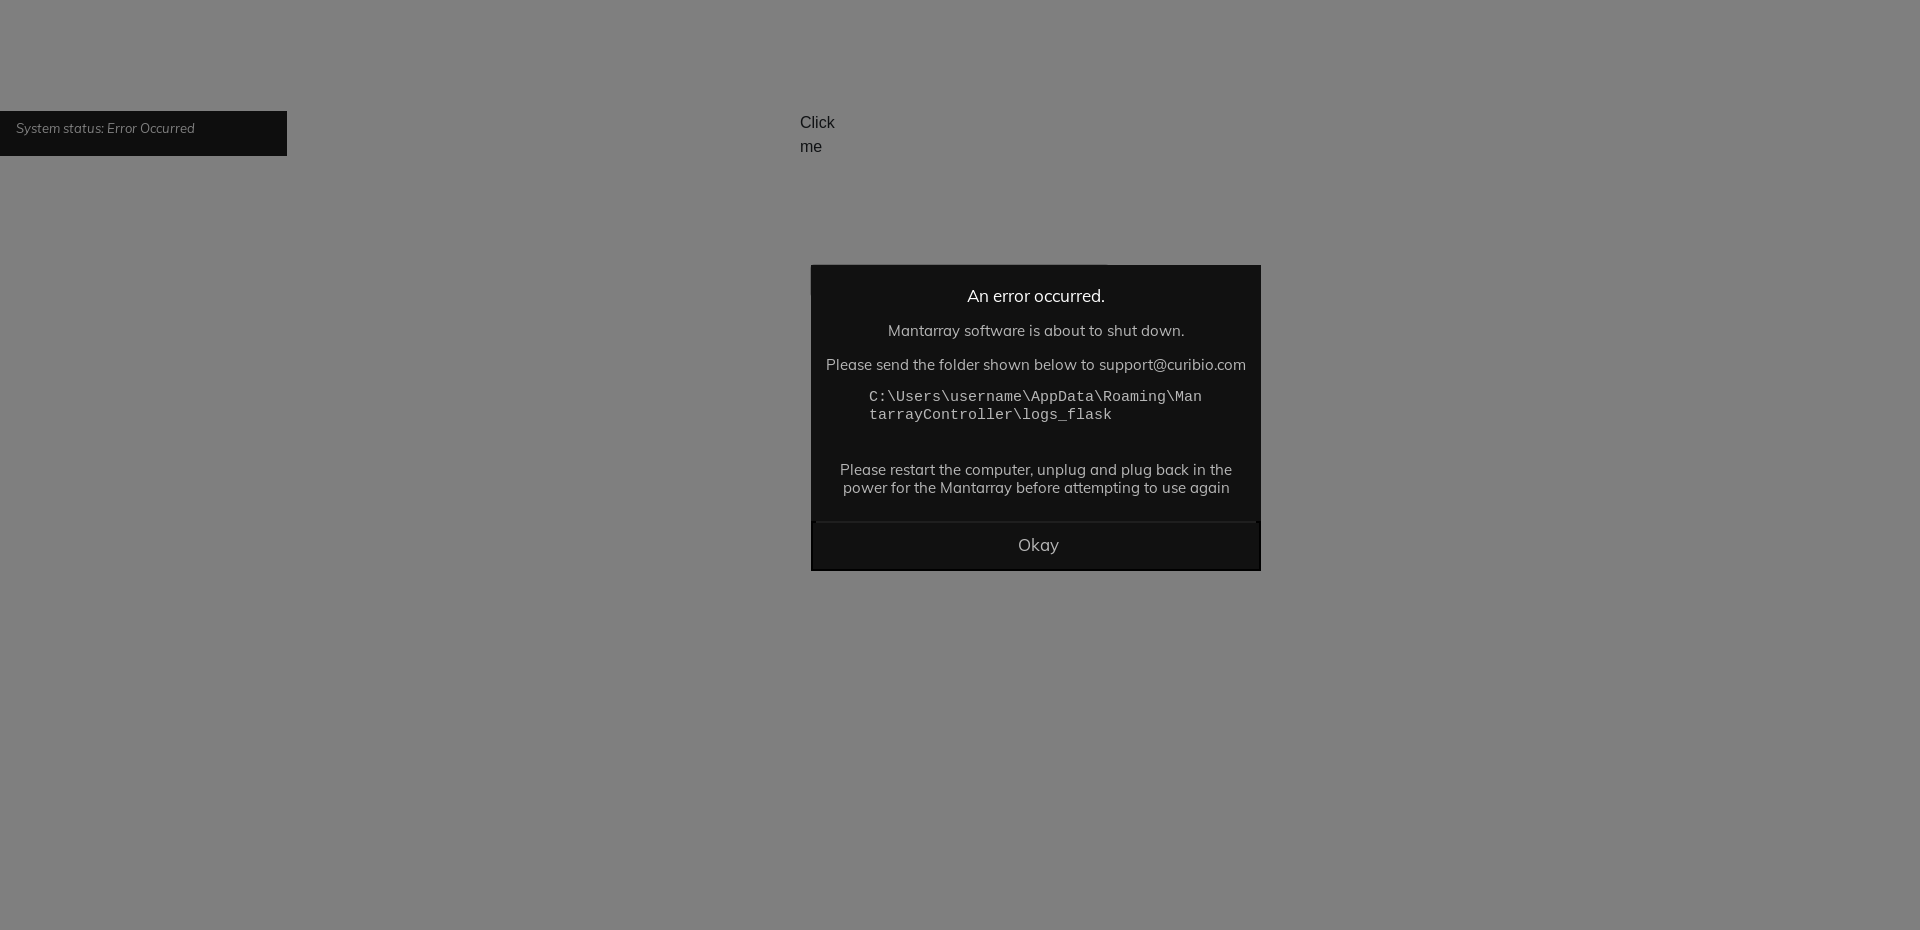 System status: Error Occurred
Click
me
An error occurred.
Mantarray software is about to shut down.
Please send the folder shown below to support@curibio.com
C:\Users\username\AppData\Roaming\Man
tarrayController\logs_flask
Please restart the computer, unplug and plug back in the
power for the Mantarray before attempting to use again
Okay